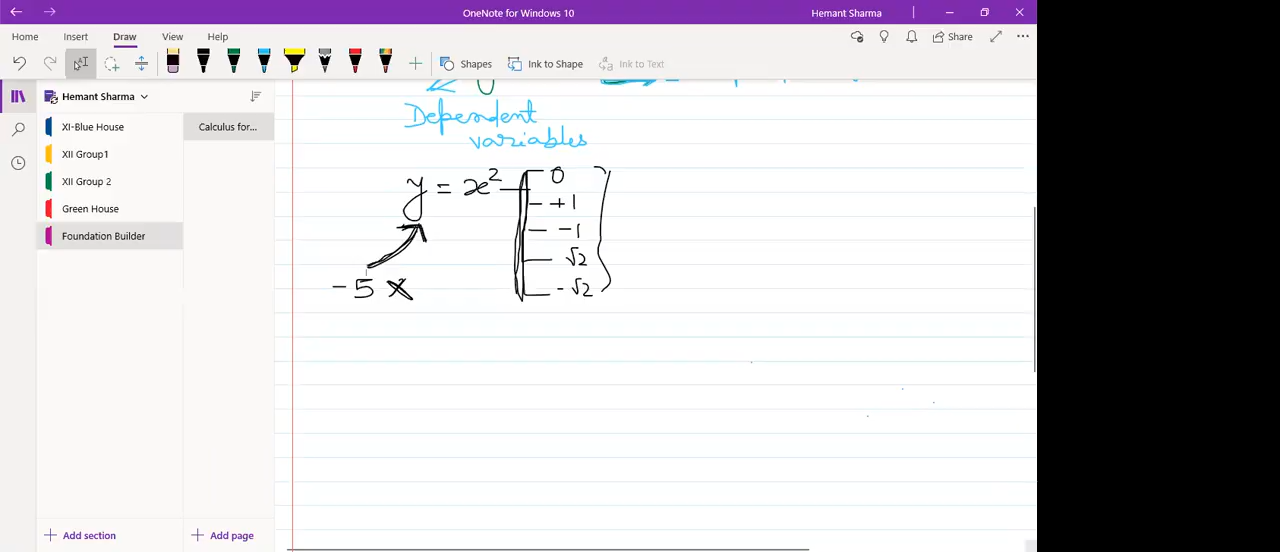 OneNote for Windows 10
Hemant Sharma
Home Insert Draw View Help
Share
Shapes
Ink to Shape
Ink to Text
Hemant Sharma
XI-Blue House
XII Group1
XII Group 2
Green House
Foundation Builder
Calculus for...
Dependent
variables
y = x²
0
+1
-1
√2
-√2
-5 ×
Add section
Add page